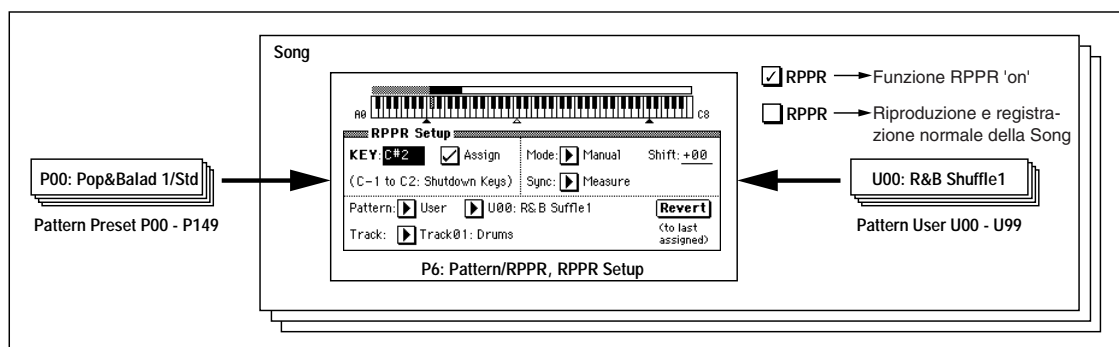 Song
RPPR
Funzione RPPR 'on'
RPPR
Riproduzione e registra-
zione normale della Song
A0
C8
RPPR Setup
KEY: C#2 Assign Mode: Manual Shift: +00
(C-1 to C2: Shutdown Keys) Sync: Measure
Pattern: User U00: R&B Suffle1 Revert
Track: Track01: Drums (to last
assigned)
P6: Pattern/RPPR, RPPR Setup
P00: Pop&Balad 1/Std
Pattern Preset P00 - P149
U00: R&B Shuffle1
Pattern User U00 - U99